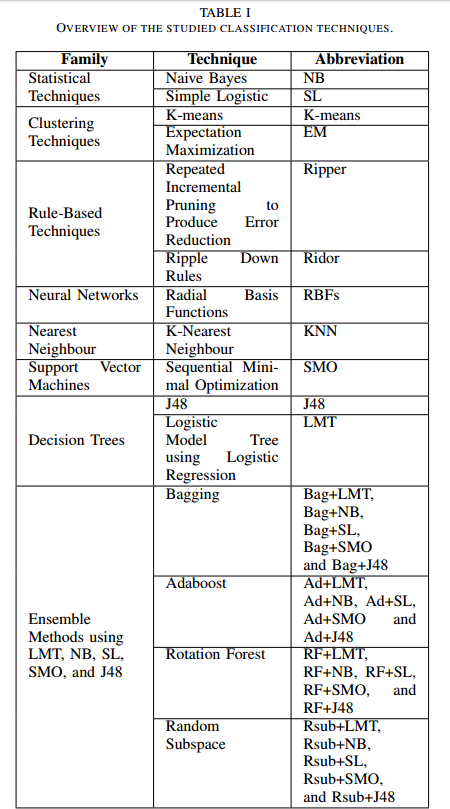 TABLE I
OVERVIEW OF THE STUDIED CLASSIFICATION TECHNIQUES.
Family Technique Abbreviation
Statistical Techniques
Naive Bayes NB
Simple Logistic SL
Clustering
Techniques
K-means K-means
Expectation EM
Maximization
Rule-Based
Techniques
Repeated Ripper
Incremental
Pruning to
Produce Error
Reduction
Ripple Down Ridor
Rules
Neural Networks Radial Basis RBFs
Functions
Nearest K-Nearest KNN
Neighbour Neighbour
Support Vector Sequential Mini- SMO
Machines mal Optimization
Decision Trees
J48 J48
Logistic LMT
Model Tree
using Logistic
Regression
Ensemble
Methods using
LMT, NB, SL,
SMO, and J48
Bagging Bag+LMT,
Bag+NB,
Bag+SL,
Bag+SMO
and Bag+J48
Adaboost Ad+LMT,
Ad+NB, Ad+SL,
Ad+SMO and
Ad+J48
Rotation Forest RF+LMT,
RF+NB, RF+SL,
RF+SMO, and
RF+J48
Random Rsub+LMT,
Subspace Rsub+NB,
Rsub+SL,
Rsub+SMO,
and Rsub+J48